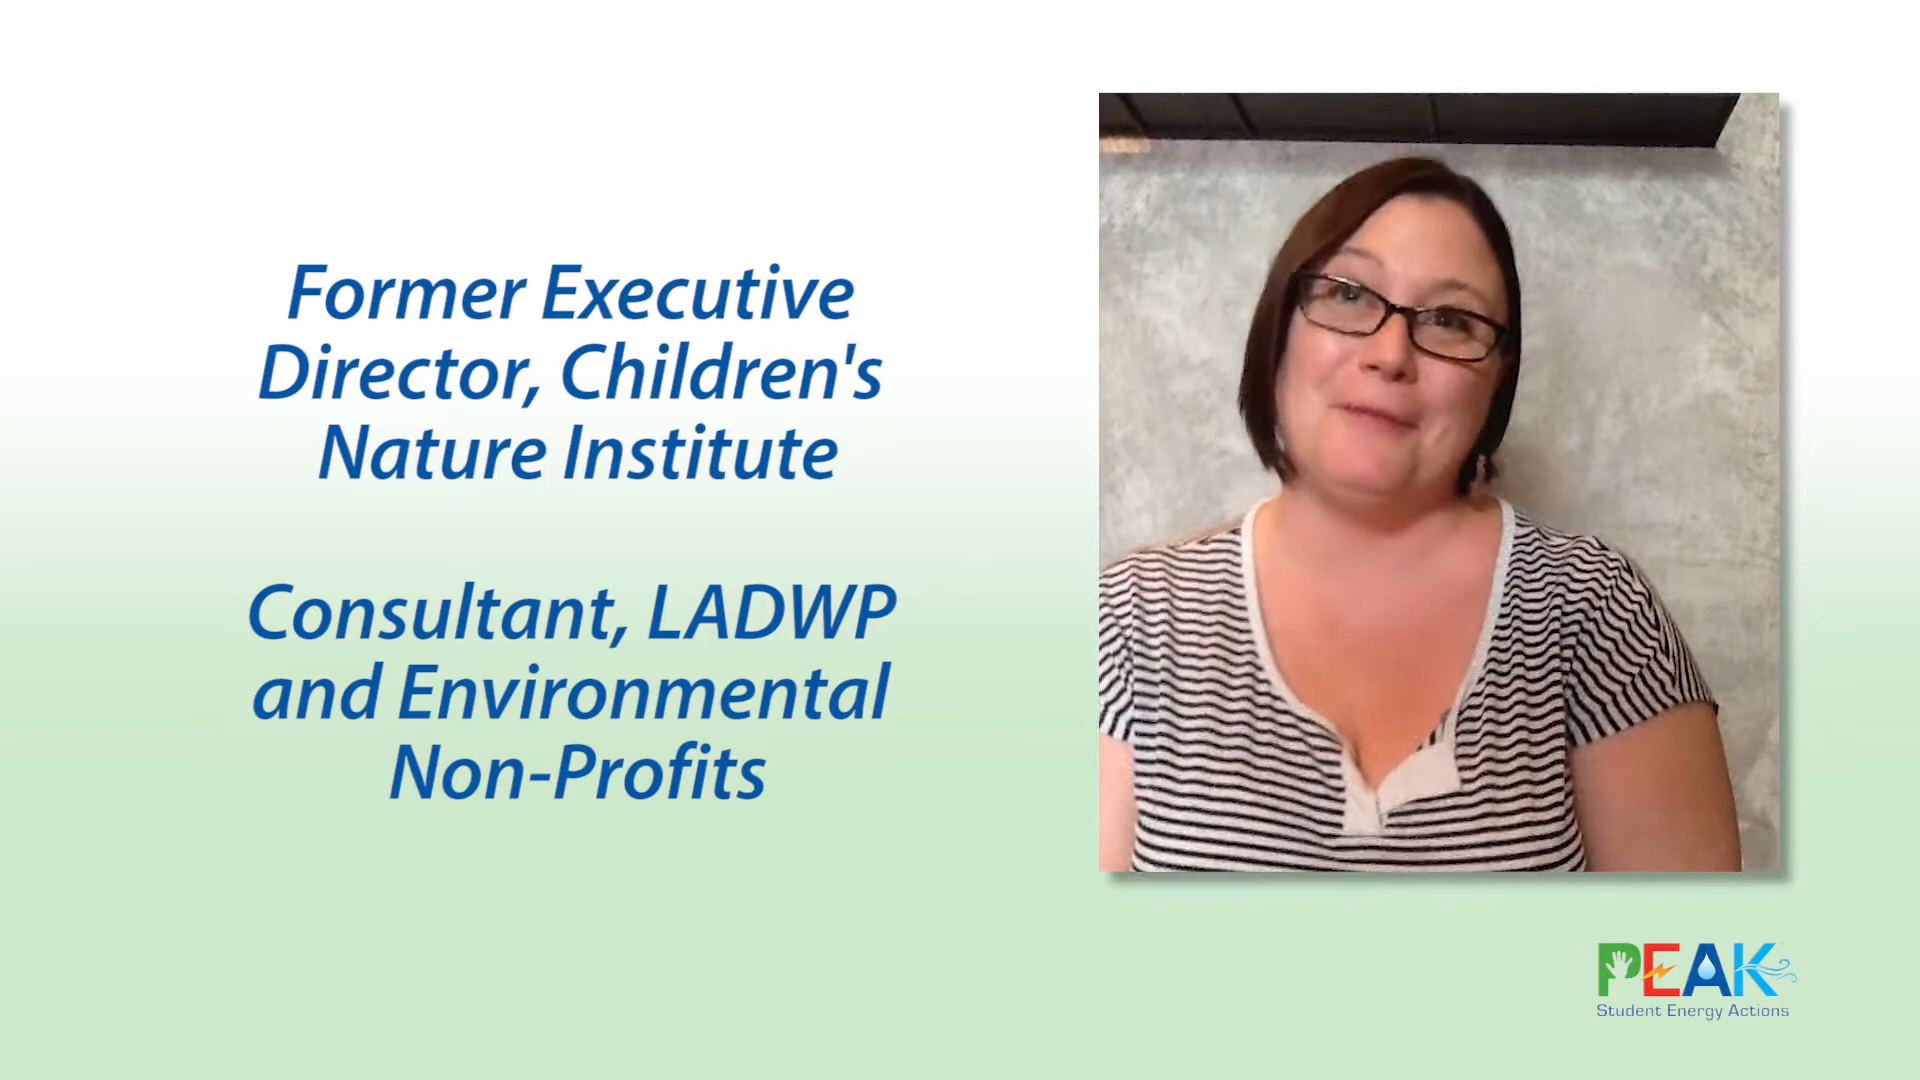 Former Executive
Director, Children's
Nature Institute
Consultant, LADWP
and Environmental
Non-Profits
PEAK
Student Energy Actions